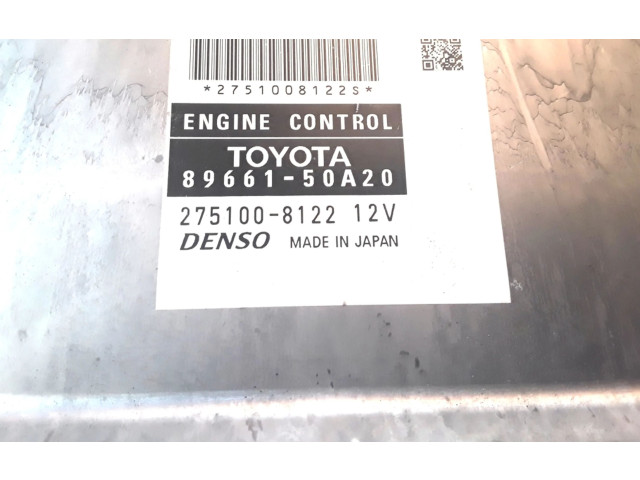 *2751008122S*
ENGINE CONTROL
TOYOTA
89661-50A20
275100-8122 12V
DENSO MADE IN JAPAN